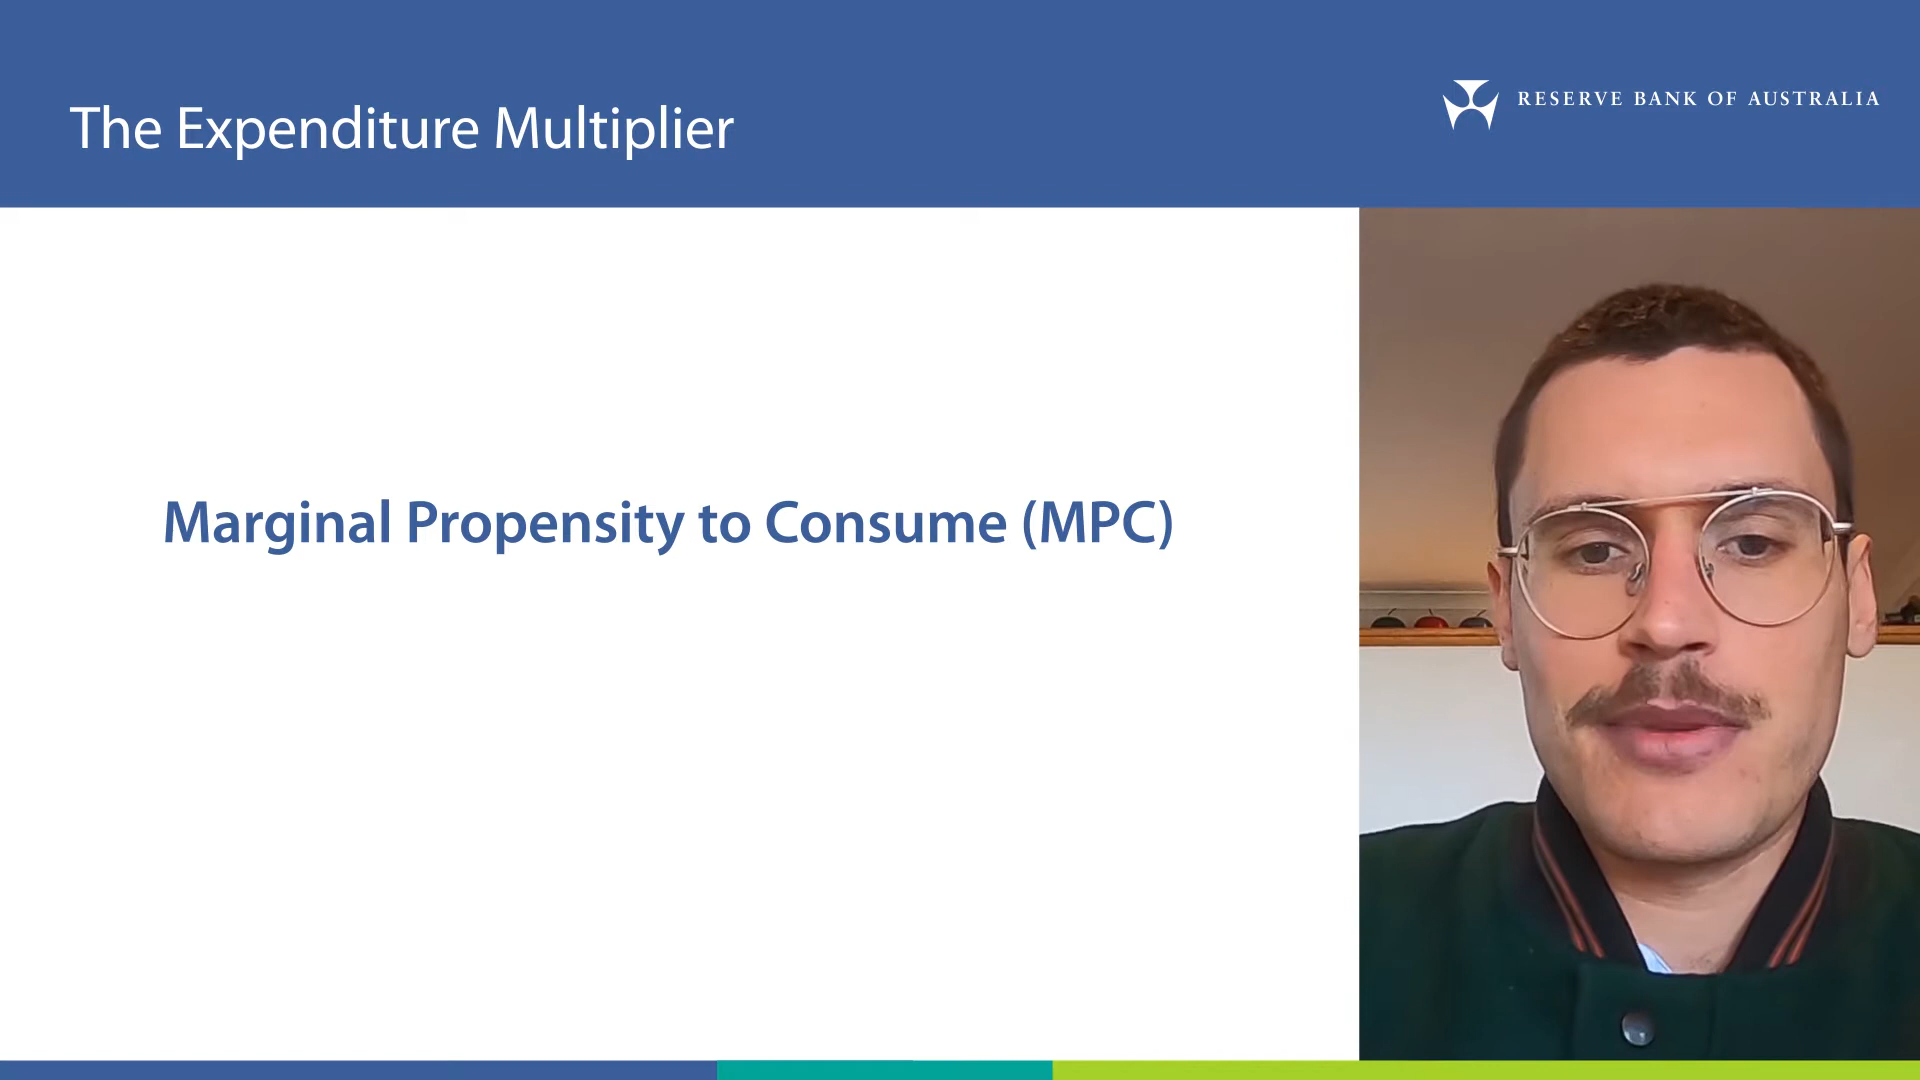 The Expenditure Multiplier
RESERVE BANK OF AUSTRALIA
Marginal Propensity to Consume (MPC)